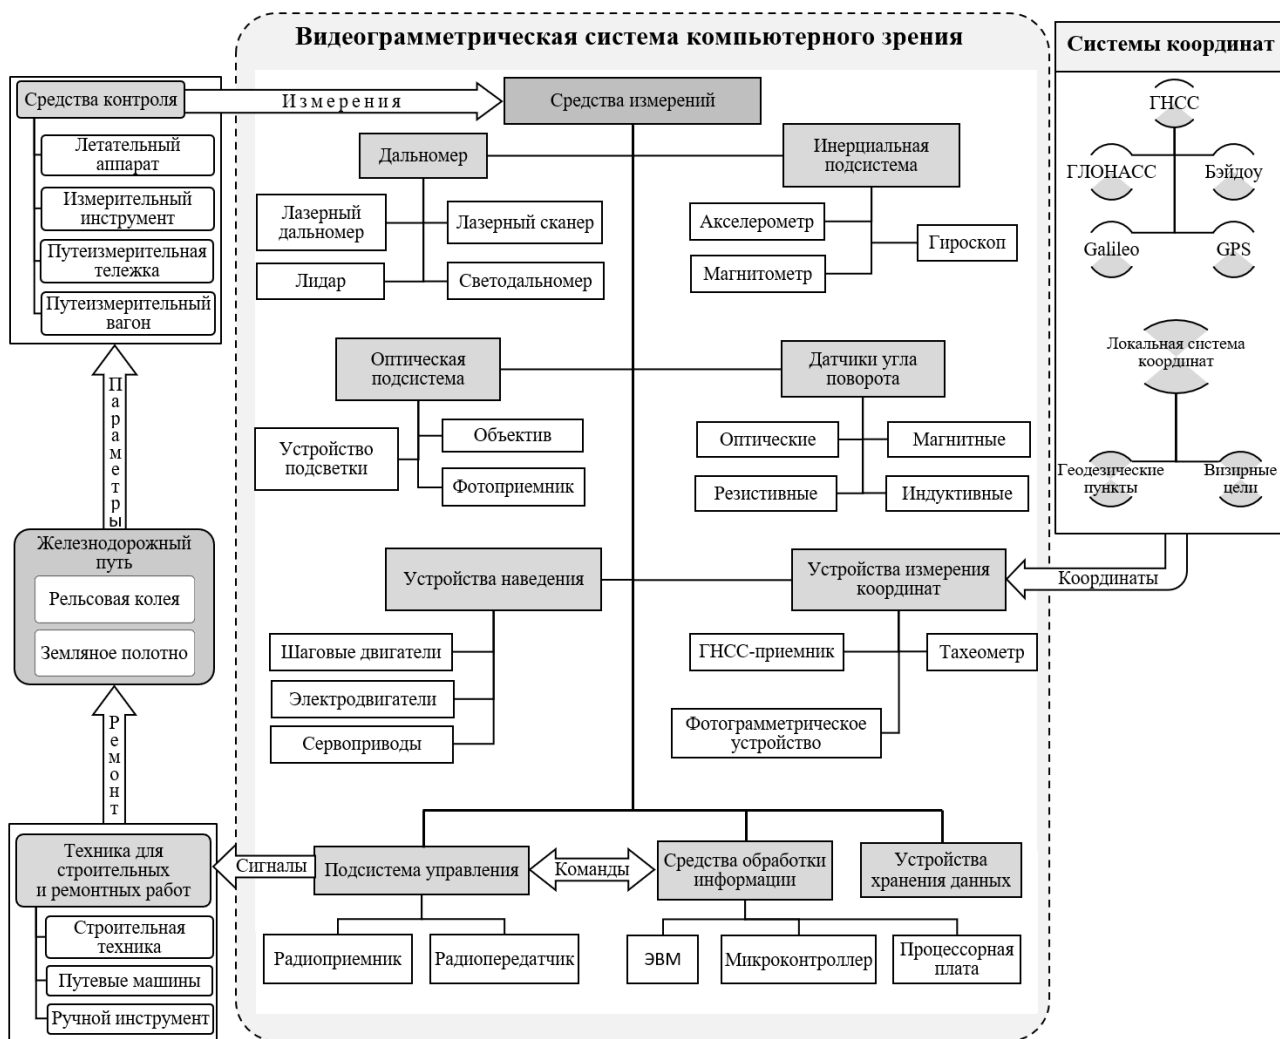 Видеограмметрическая система компьютерного зрения
Системы координат
Средства контроля
Измерения
Средства измерений
Летательный
аппарат
Измерительный
инструмент
Путеизмерительная
тележка
Путеизмерительный
вагон
Дальномер
Инерциальная
подсистема
Лазерный
дальномер
Лазерный сканер
Лидар
Светодальномер
Акселерометр
Гироскоп
Магнитометр
ГНСС
ГЛОНАСС
Бэйдоу
Galileo
GPS
Локальная система
координат
Геодезические
пункты
Визирные
цели
Параметры
Оптическая
подсистема
Датчики угла
поворота
Устройство
подсветки
Объектив
Фотоприемник
Оптические
Магнитные
Резистивные
Индуктивные
Железнодорожный
путь
Рельсовая колея
Земляное полотно
Устройства наведения
Устройства измерения
координат
Координаты
Шаговые двигатели
Электродвигатели
Сервоприводы
ГНСС-приемник
Тахеометр
Фотограмметрическое
устройство
Ремонт
Техника для
строительных
и ремонтных работ
Сигналы
Подсистема управления
Команды
Средства обработки
информации
Устройства
хранения данных
Строительная
техника
Путевые машины
Ручной инструмент
Радиоприемник
Радиопередатчик
ЭВМ
Микроконтроллер
Процессорная
плата